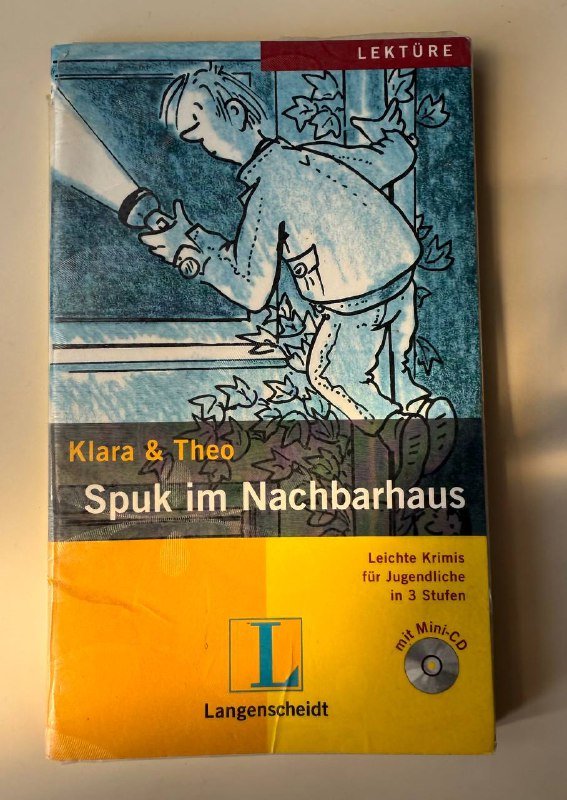 LEKTÜRE
Klara & Theo
Spuk im Nachbarhaus
Leichte Krimis
für Jugendliche
in 3 Stufen
mit Mini-CD
L
Langenscheidt